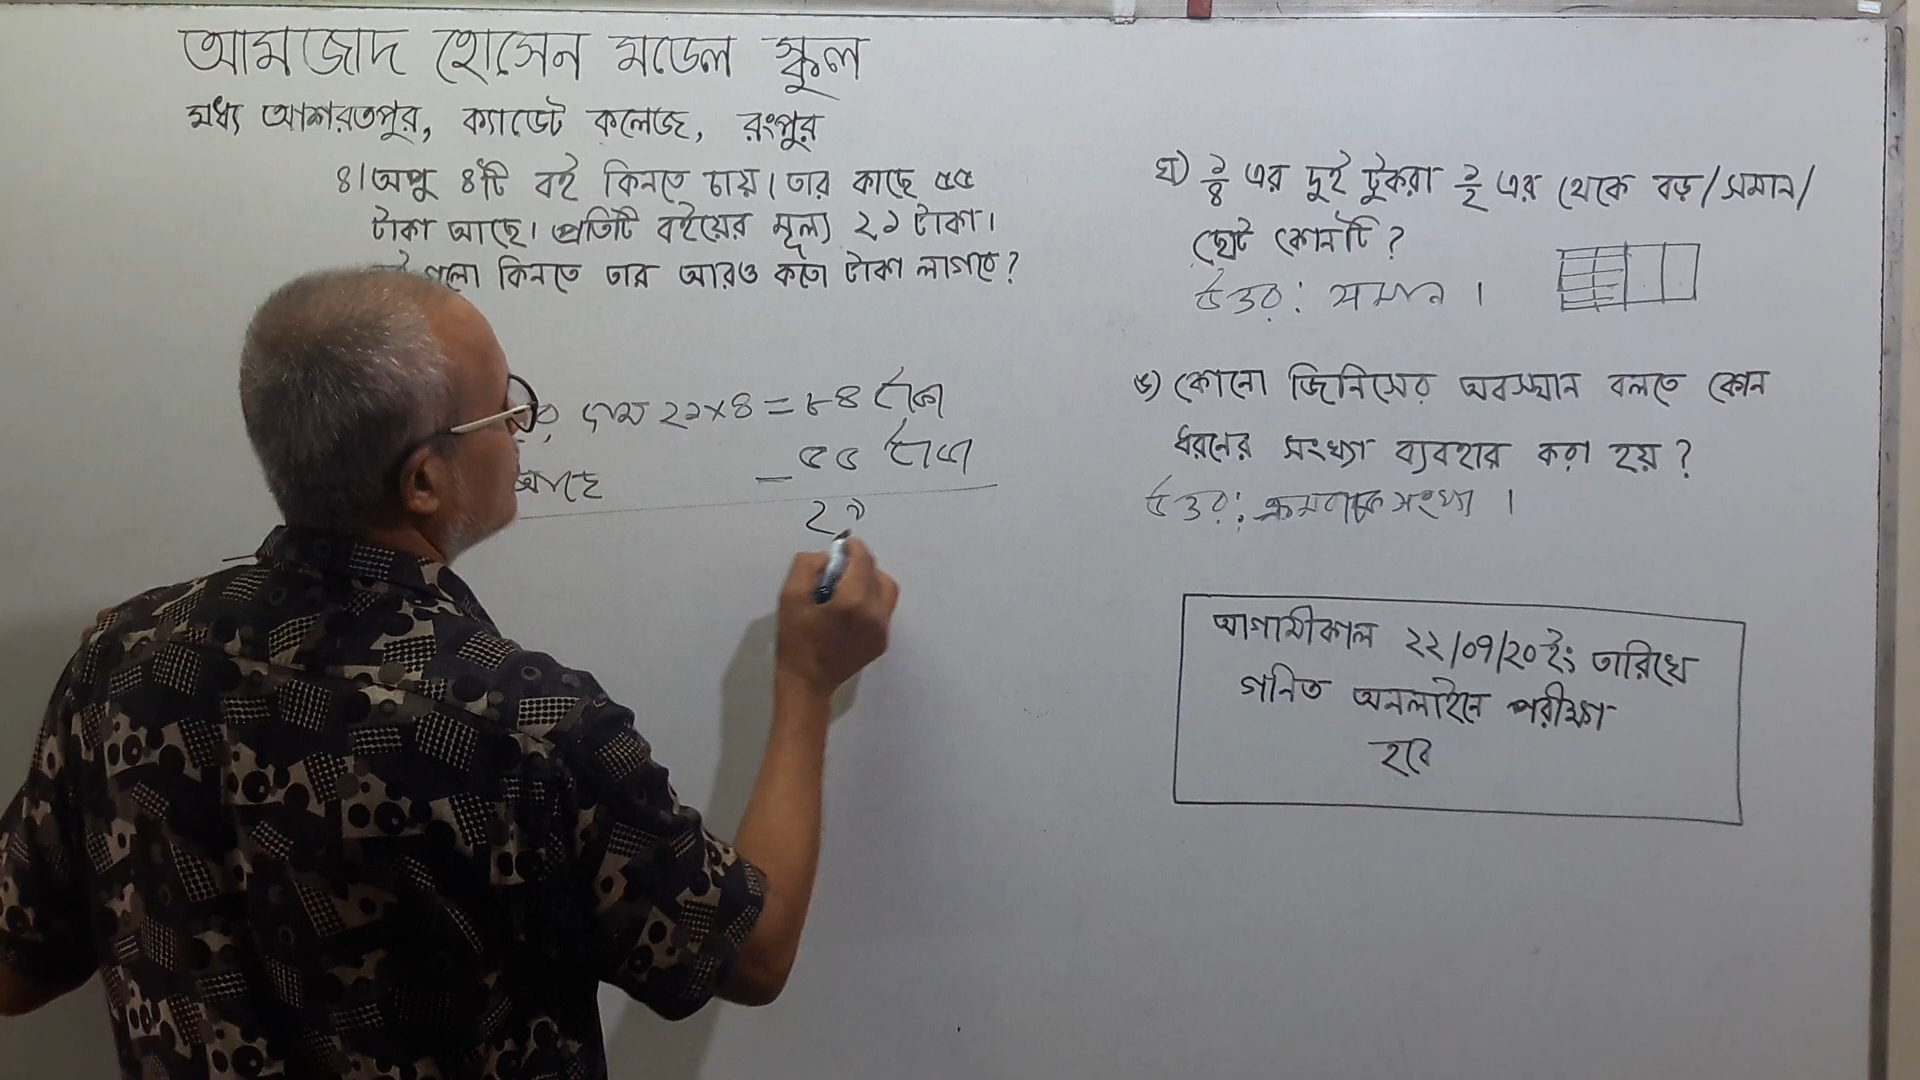 আমজাদ হোসেন মডেল স্কুল
মধ্য আশরতপুর, ক্যাডেট কলেজ, রংপুর
৪। অপু ৪টি বই কিনতে চায়। তার কাছে ৫৫
টাকা আছে। প্রতিটি বইয়ের মূল্য ২১ টাকা।
গুলো কিনতে তার আরও কতো টাকা লাগবে?
র দাম ২১×৪ = ৮৪ টাকা
আছে − ৫৫ টাকা
২৯
ঘ) ১/৪ এর দুই টুকরা ১/২ এর থেকে বড়/সমান/
ছোট কোনটি?
উত্তর: সমান।
ঙ) কোনো জিনিসের অবস্থান বলতে কোন
ধরনের সংখ্যা ব্যবহার করা হয়?
উত্তর: ক্রমবাচক সংখ্যা।
আগামীকাল ২২/০৭/২০ইং তারিখে
গনিত অনলাইনে পরীক্ষা
হবে